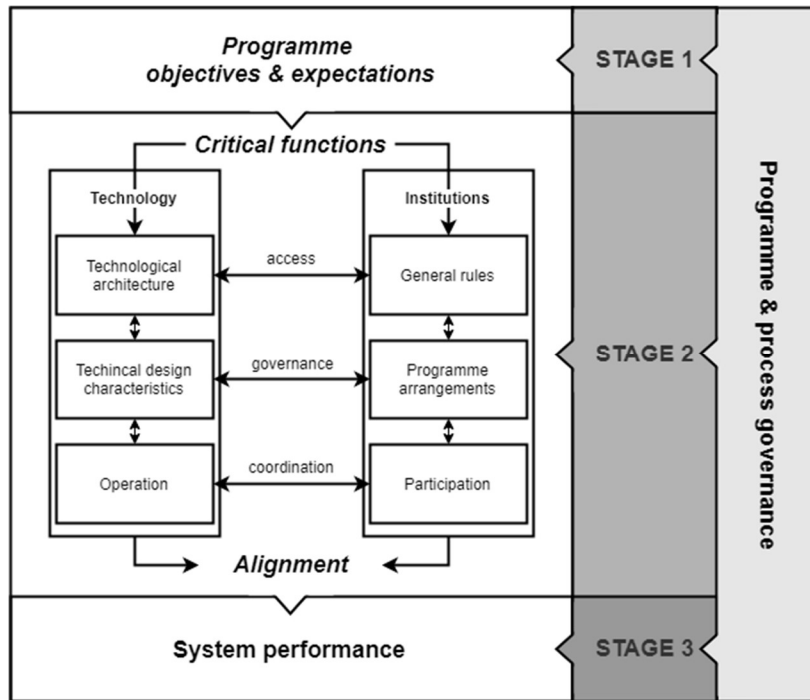 Programme
objectives & expectations
STAGE 1
Critical functions
Technology
Institutions
Technological
architecture
access
General rules
Techincal design
characteristics
governance
Programme
arrangements
STAGE 2
Operation
coordination
Participation
Alignment
System performance
STAGE 3
Programme & process governance